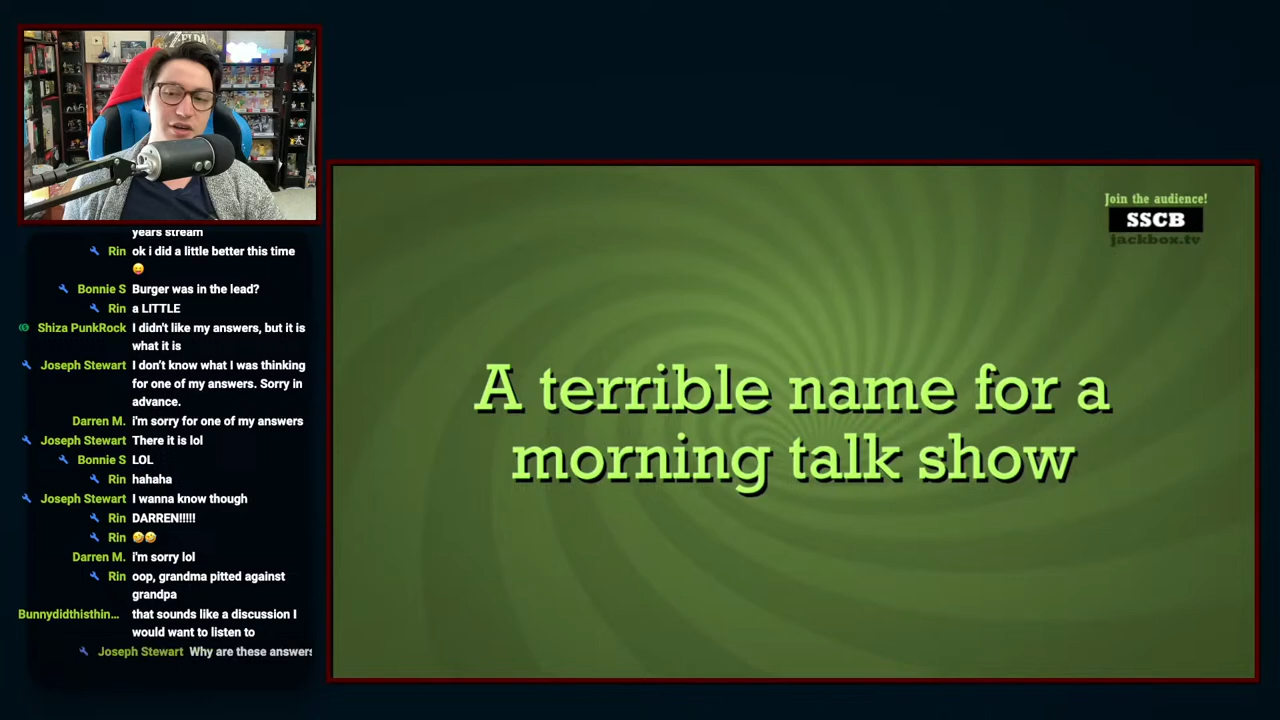 ZELDA
years stream
Rin ok i did a little better this time
😛
Bonnie S Burger was in the lead?
Rin a LITTLE
Shiza PunkRock I didn't like my answers, but it is
what it is
Joseph Stewart I don't know what I was thinking
for one of my answers. Sorry in
advance.
Darren M. i'm sorry for one of my answers
Joseph Stewart There it is lol
Bonnie S LOL
Rin hahaha
Joseph Stewart I wanna know though
Rin DARREN!!!!!
Rin 🤣🤣
Darren M. i'm sorry lol
Rin oop, grandma pitted against
grandpa
Bunnydidthisthin... that sounds like a discussion I
would want to listen to
Joseph Stewart Why are these answers
Join the audience!
SSCB
jackbox.tv
A terrible name for a
morning talk show